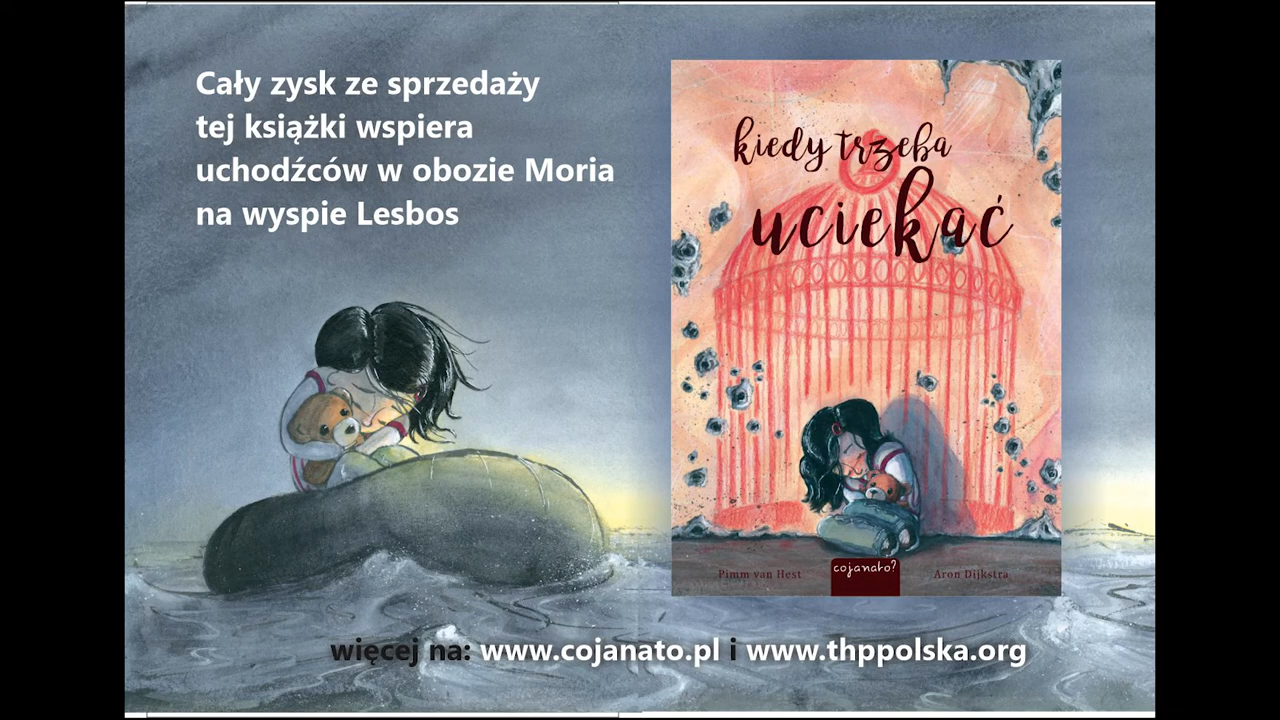 Cały zysk ze sprzedaży
tej książki wspiera
uchodźców w obozie Moria
na wyspie Lesbos
kiedy trzeba
uciekać
Pimm van Hest
cojanato?
Aron Dijkstra
więcej na: www.cojanato.pl i www.thppolska.org